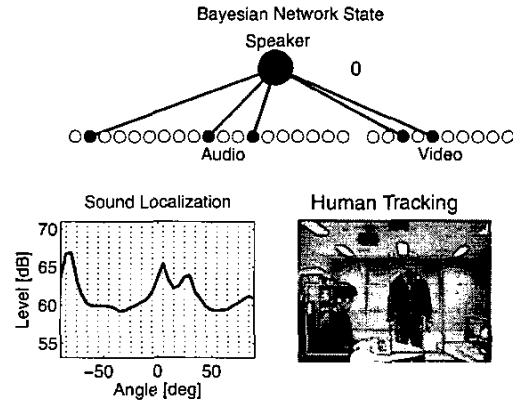 Bayesian Network State
Speaker
0
Audio
Video
Sound Localization
Human Tracking
70
65
60
55
Level [dB]
−50
0
50
Angle [deg]